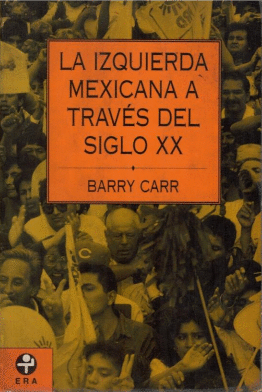 LA IZQUIERDA
MEXICANA A
TRAVÉS DEL
SIGLO XX
BARRY CARR
ERA